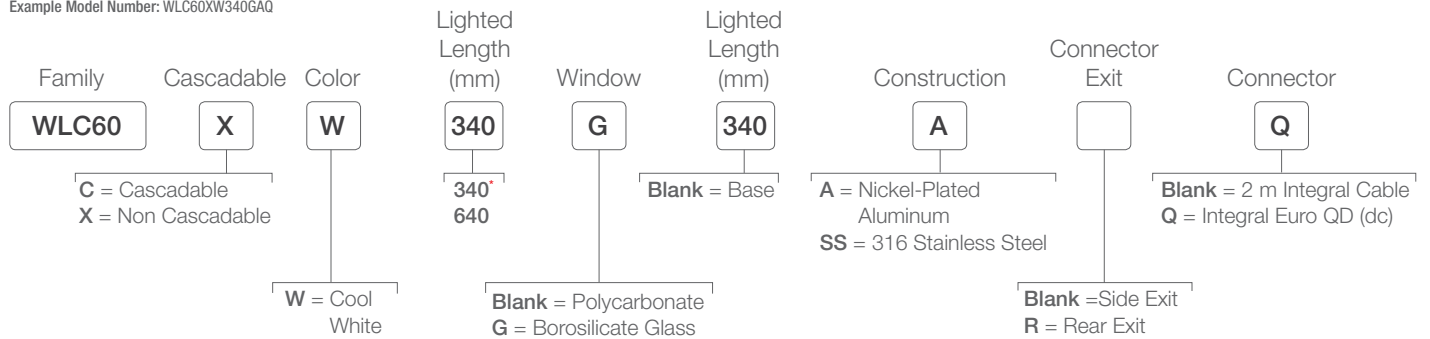 Example Model Number: WLC60XW340GAQ
Family
Cascadable
Color
Lighted
Length
(mm)
Window
Lighted
Length
(mm)
Construction
Connector
Exit
Connector
WLC60
X
W
340
G
340
A
Q
C = Cascadable
X = Non Cascadable
340*
640
Blank = Base
A = Nickel-Plated
Aluminum
SS = 316 Stainless Steel
Blank = 2 m Integral Cable
Q = Integral Euro QD (dc)
W = Cool
White
Blank = Polycarbonate
G = Borosilicate Glass
Blank =Side Exit
R = Rear Exit